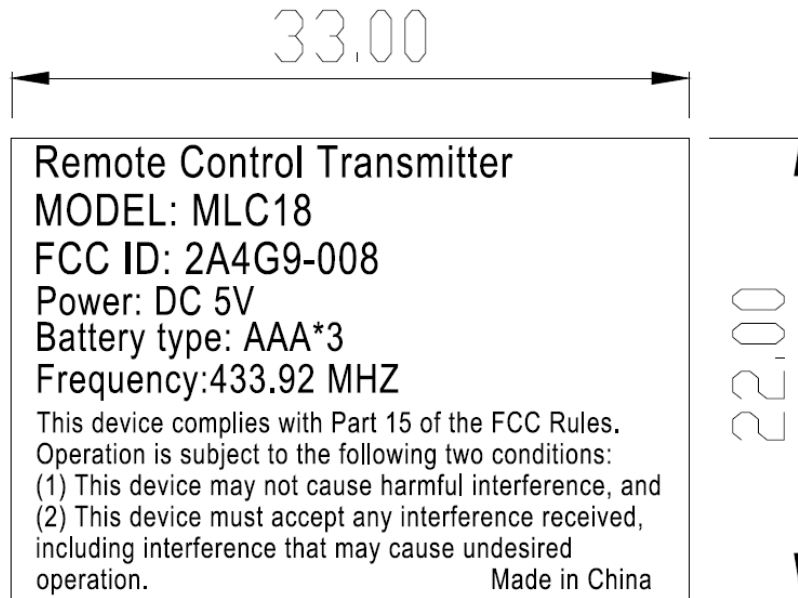 33.00
Remote Control Transmitter
MODEL: MLC18
FCC ID: 2A4G9-008
Power: DC 5V
Battery type: AAA*3
Frequency:433.92 MHZ
This device complies with Part 15 of the FCC Rules.
Operation is subject to the following two conditions:
(1) This device may not cause harmful interference, and
(2) This device must accept any interference received,
including interference that may cause undesired
operation. Made in China
22.00